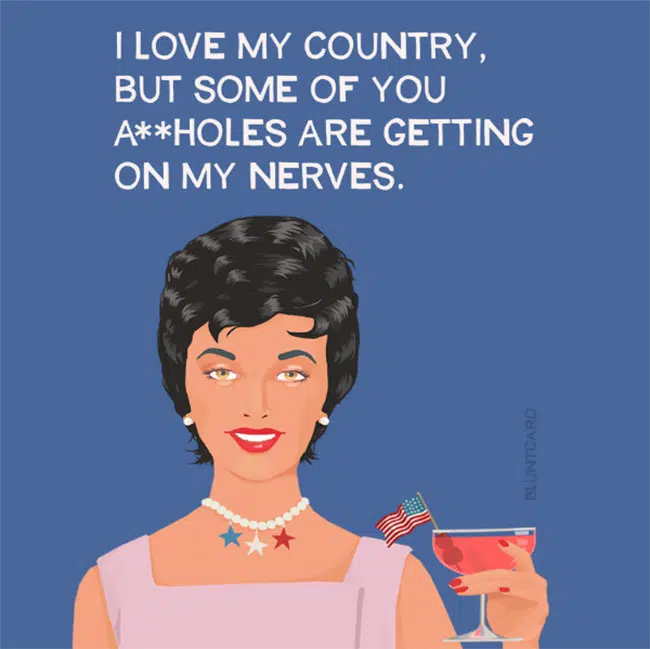 I LOVE MY COUNTRY,
BUT SOME OF YOU
A**HOLES ARE GETTING
ON MY NERVES.
BLUNTCARD